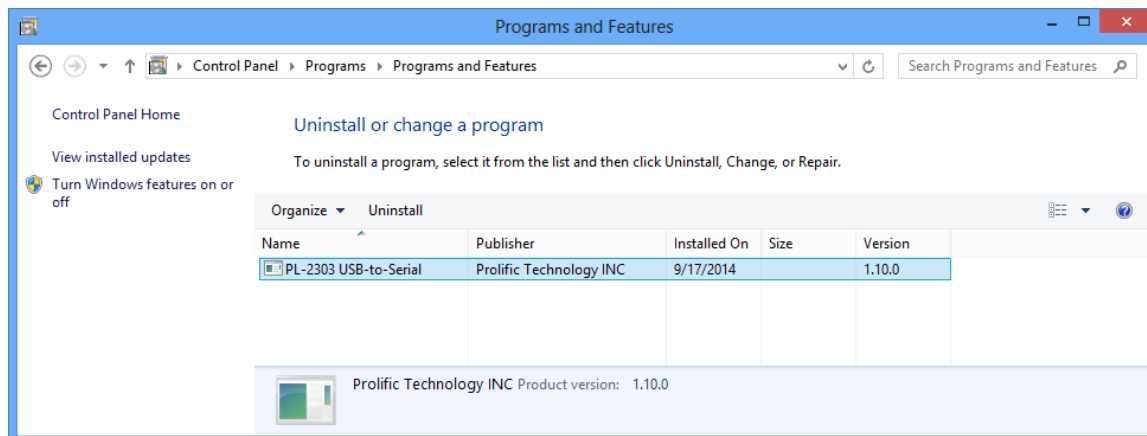 Programs and Features
Control Panel Programs Programs and Features Search Programs and Features
Control Panel Home
View installed updates
Turn Windows features on or
off
Uninstall or change a program
To uninstall a program, select it from the list and then click Uninstall, Change, or Repair.
Organize Uninstall
Name Publisher Installed On Size Version
PL-2303 USB-to-Serial Prolific Technology INC 9/17/2014 1.10.0
Prolific Technology INC Product version: 1.10.0